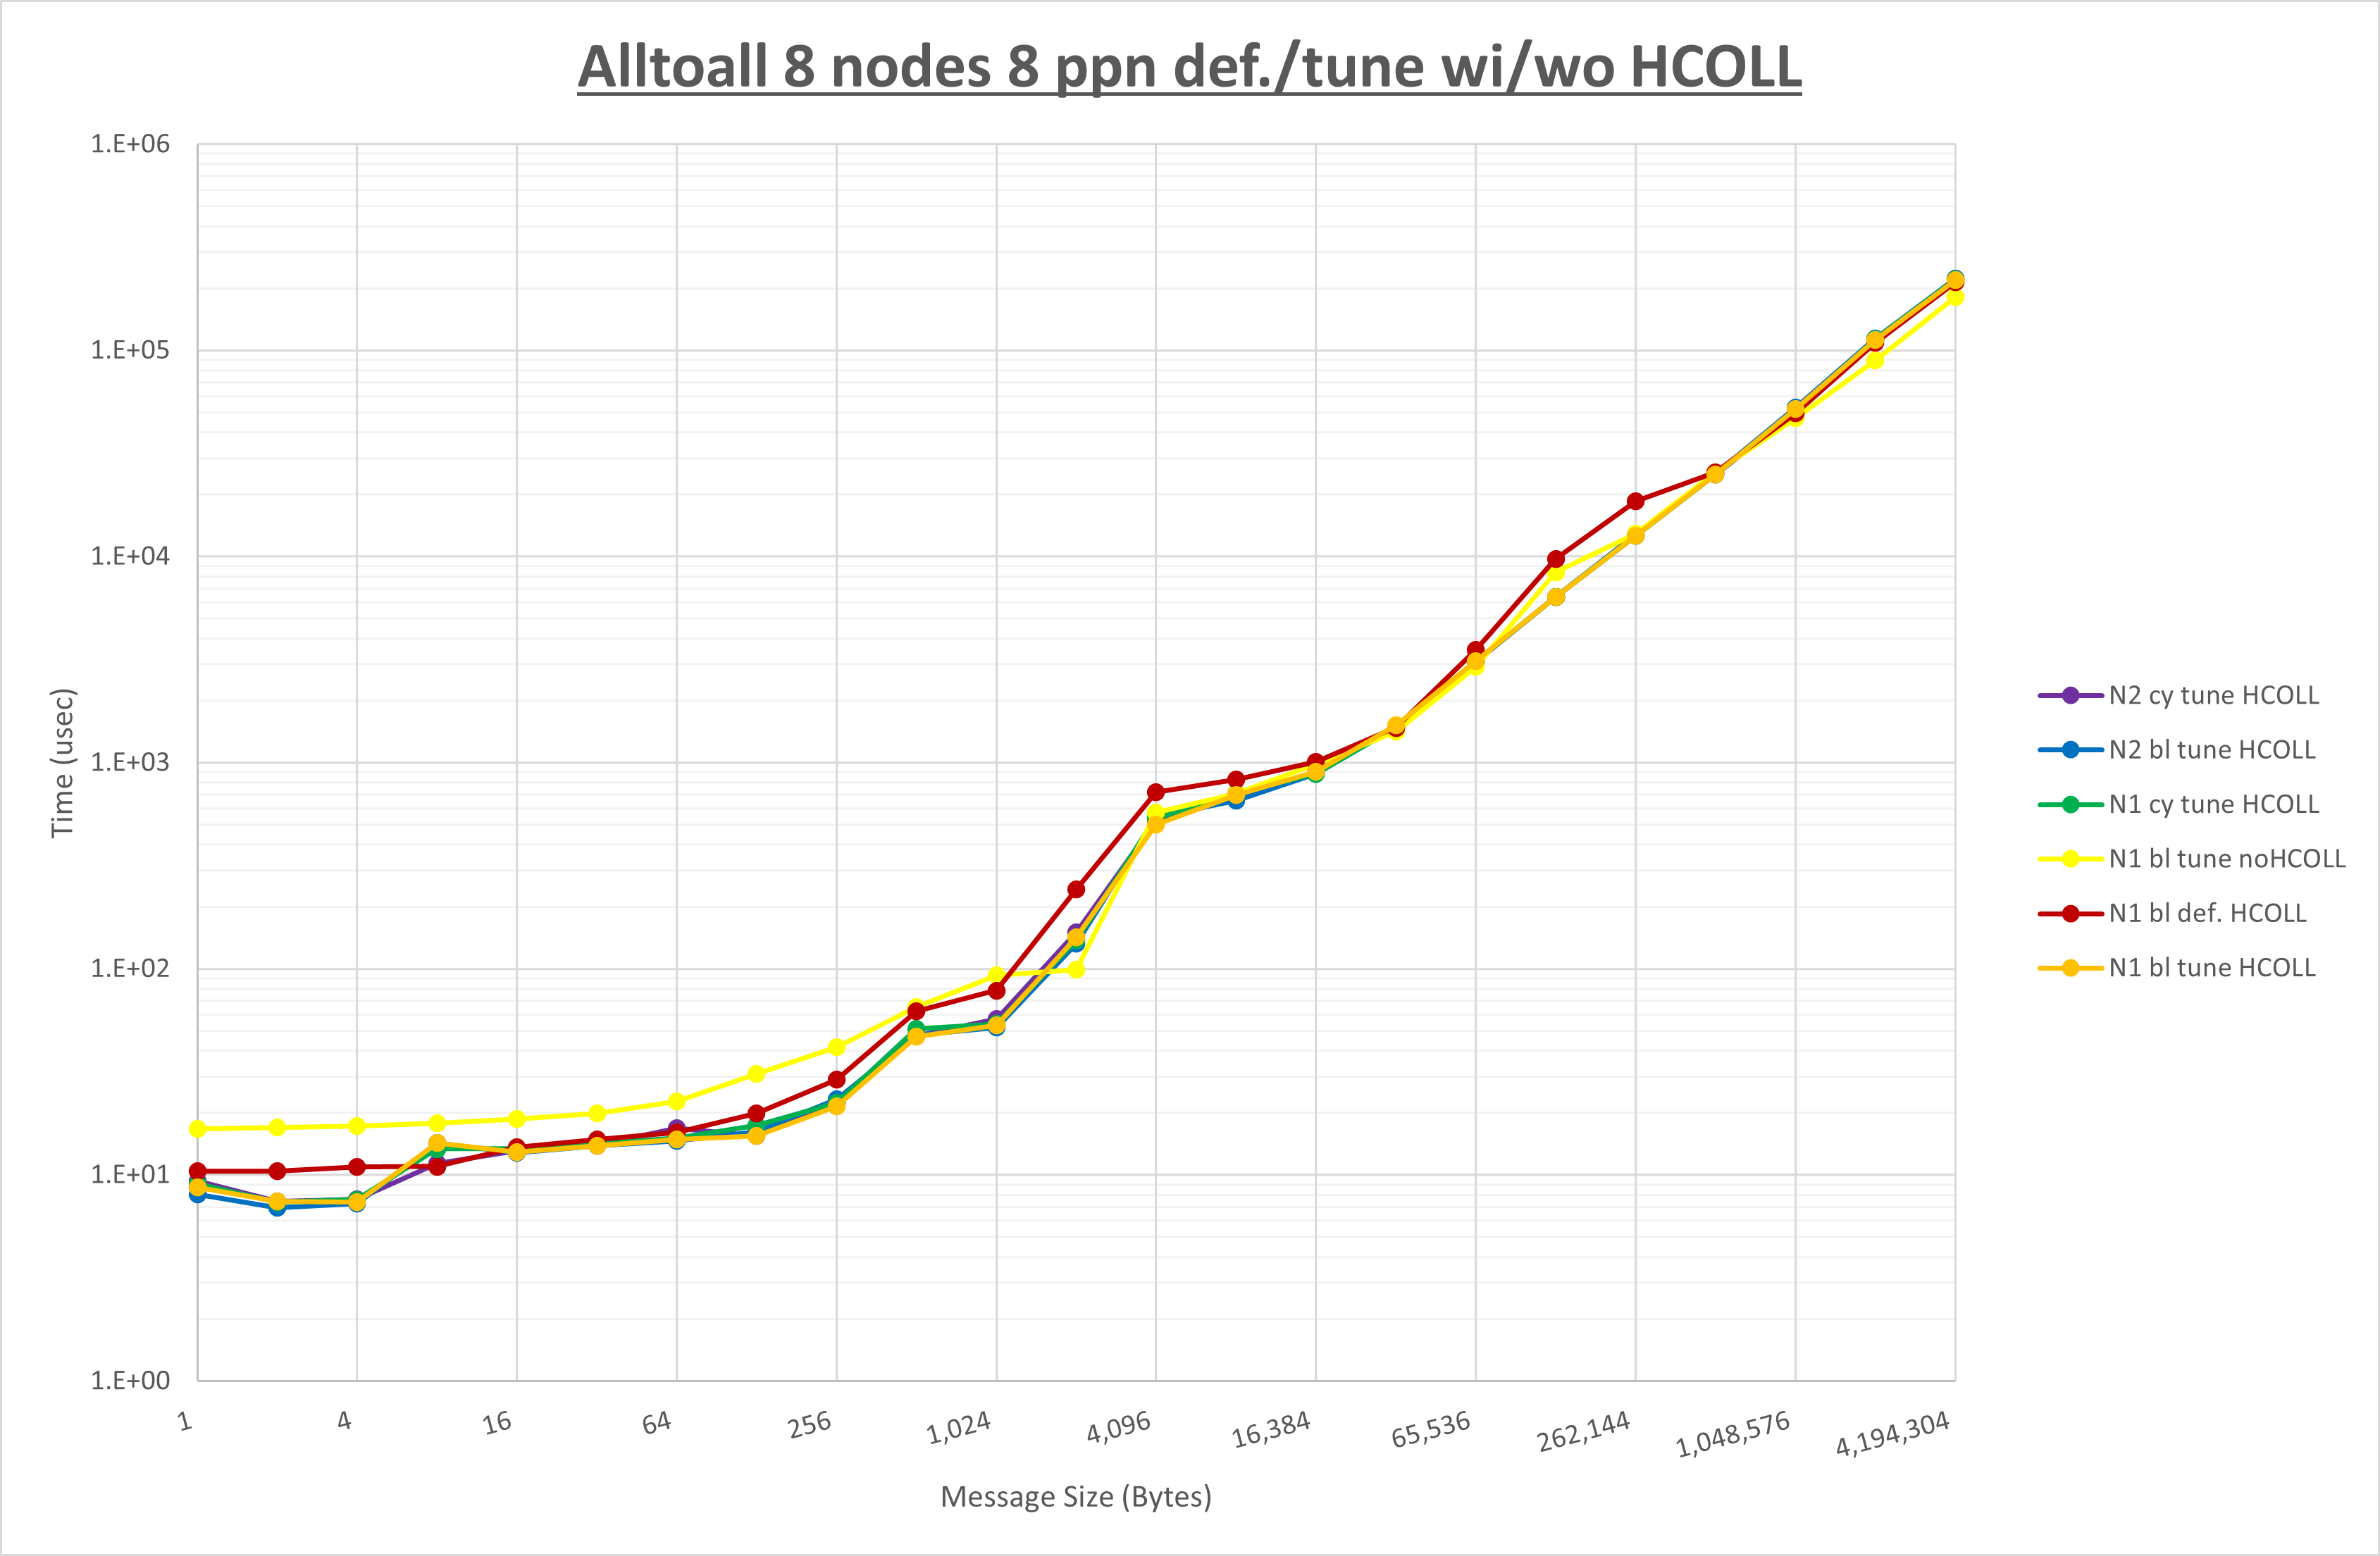 Alltoall 8 nodes 8 ppn def./tune wi/wo HCOLL
1.E+06
1.E+05
1.E+04
1.E+03
1.E+02
1.E+01
1.E+00
Time (usec)
1 4 16 64 256 1,024 4,096 16,384 65,536 262,144 1,048,576 4,194,304
Message Size (Bytes)
N2 cy tune HCOLL
N2 bl tune HCOLL
N1 cy tune HCOLL
N1 bl tune noHCOLL
N1 bl def. HCOLL
N1 bl tune HCOLL